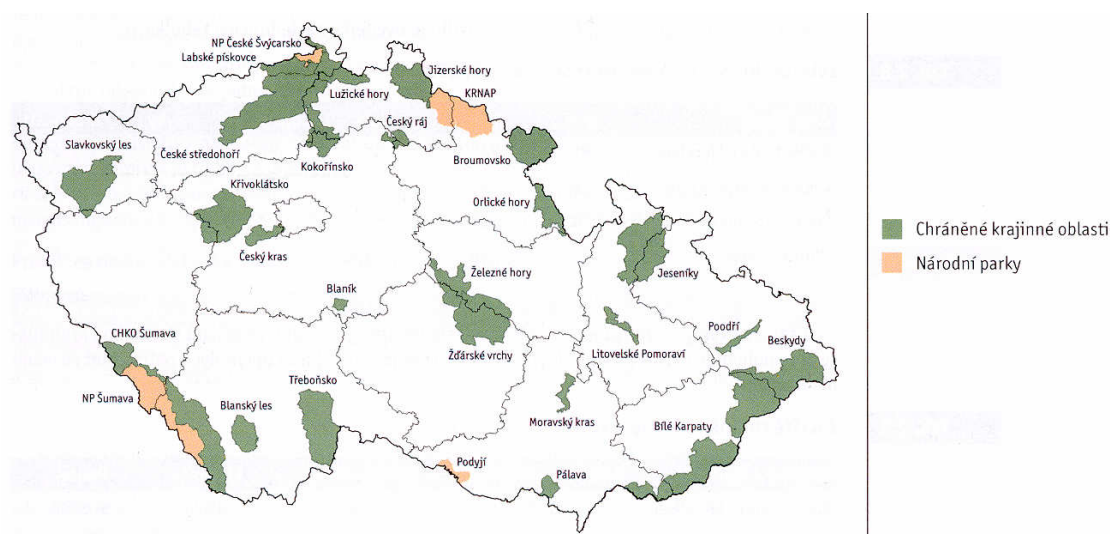 NP České Švýcarsko
Labské pískovce
Jizerské hory
Lužické hory
KRNAP
Český ráj
Slavkovský les
České středohoří
Kokořínsko
Broumovsko
Křivoklátsko
Orlické hory
Český kras
Železné hory
Jeseníky
Blaník
CHKO Šumava
Žďárské vrchy
Litovelské Pomoraví
Poodří
Beskydy
NP Šumava
Třeboňsko
Blanský les
Moravský kras
Bílé Karpaty
Podyjí
Pálava
Chráněné krajinné oblasti
Národní parky